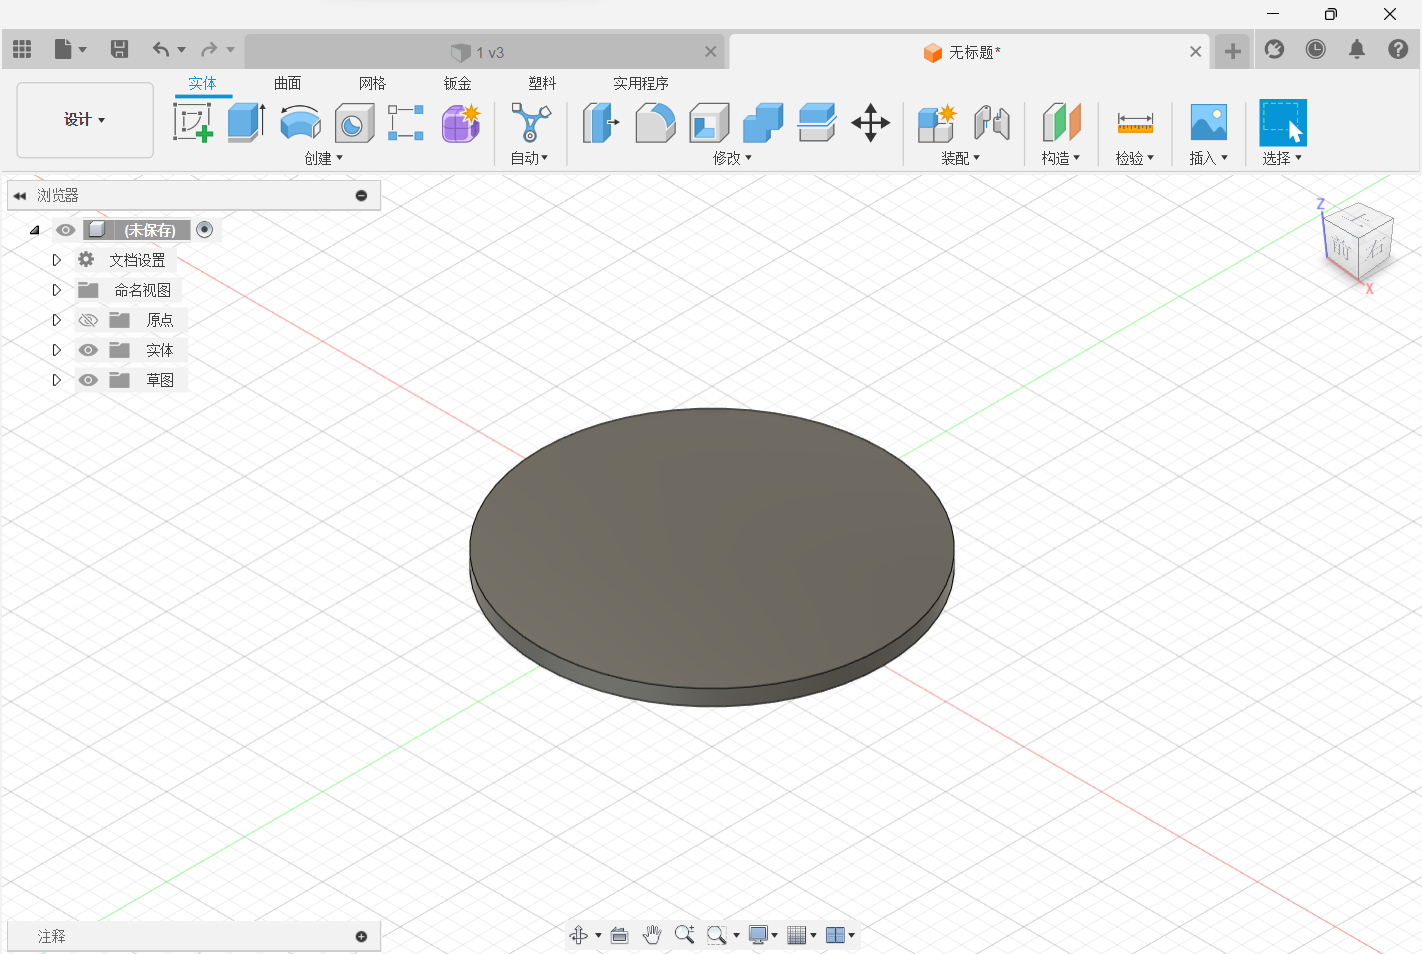 1 v3
无标题*
设计
实体 曲面 网格 钣金 塑料 实用程序
创建 自动 修改 装配 构造 检验 插入 选择
浏览器
(未保存)
文档设置
命名视图
原点
实体
草图
Z
上
前 右
X
注释